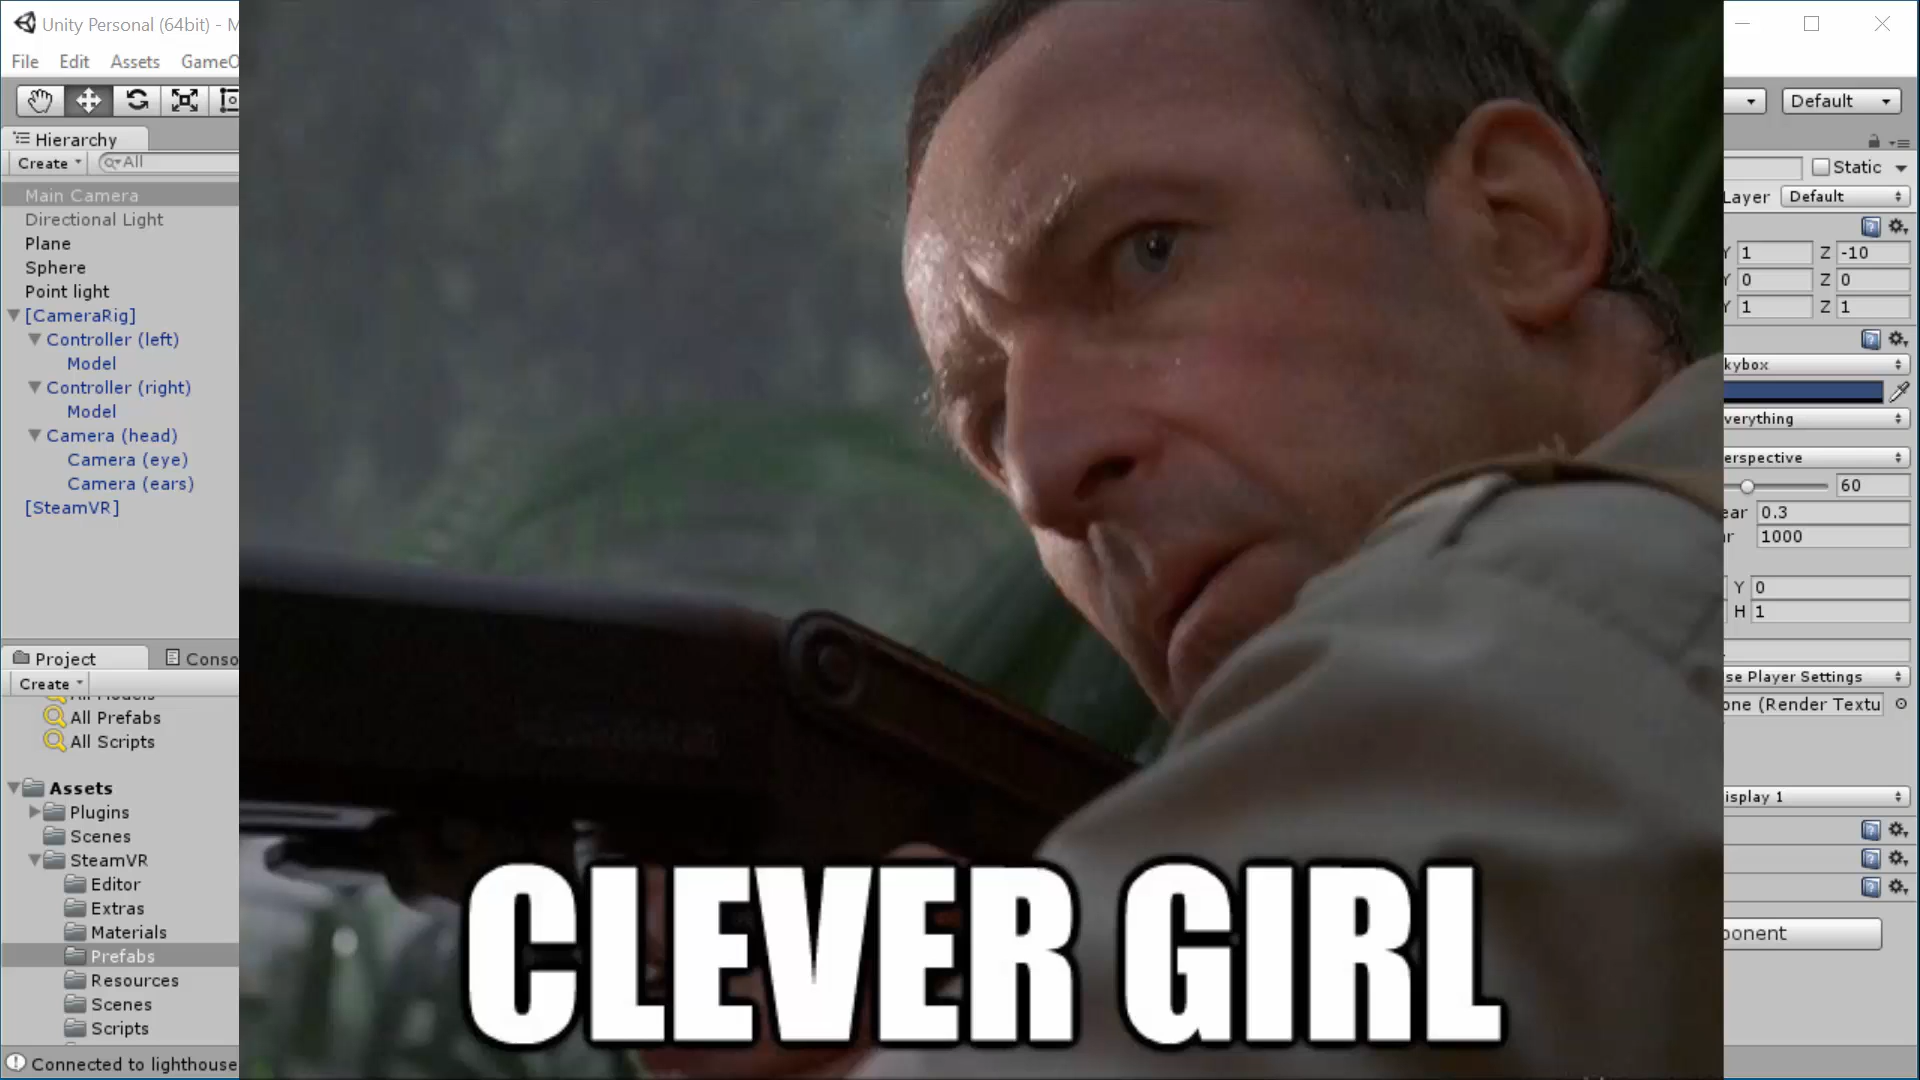 Unity Personal (64bit) - M
File Edit Assets GameO
Default
Hierarchy
Create All
Static
Main Camera
Layer Default
Directional Light
Plane
Y 1 Z -10
Sphere
Y 0 Z 0
Point light
Y 1 Z 1
[CameraRig]
Controller (left)
Model
kybox
Controller (right)
Model
verything
Camera (head)
erspective
Camera (eye)
60
Camera (ears)
[SteamVR]
ear 0.3
ar 1000
Y 0
H 1
Project Conso
Create
se Player Settings
All Models
one (Render Textu
All Prefabs
All Scripts
Assets
isplay 1
Plugins
Scenes
SteamVR
Editor
Extras
Materials
ponent
Prefabs
Resources
Scenes
Scripts
Connected to lighthouse
CLEVER GIRL